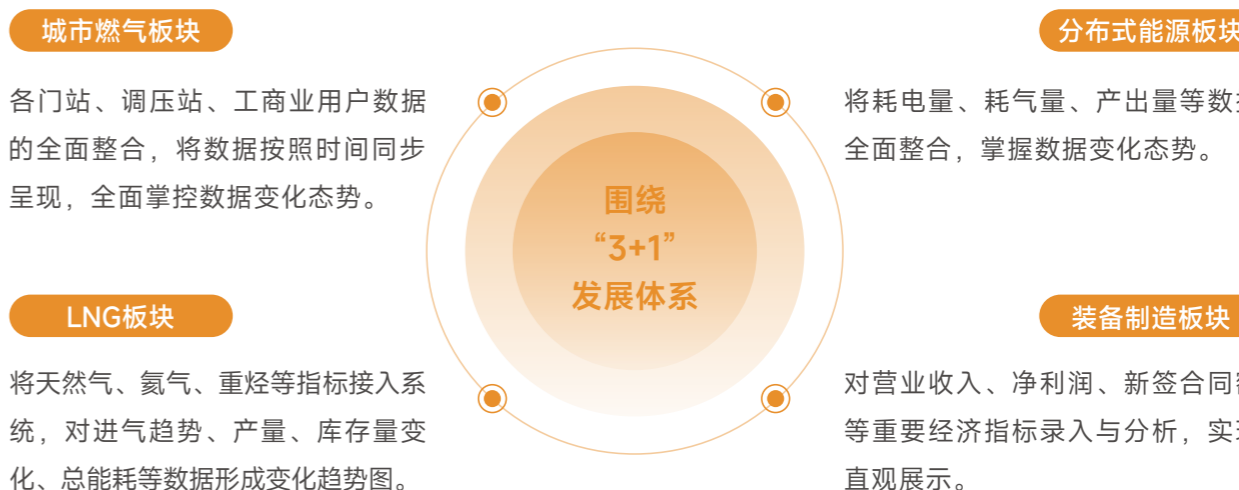 城市燃气板块
各门站、调压站、工商业用户数据
的全面整合，将数据按照时间同步
呈现，全面掌控数据变化态势。
LNG板块
将天然气、氦气、重烃等指标接入系
统，对进气趋势、产量、库存量变
化、总能耗等数据形成变化趋势图。
围绕
“3+1”
发展体系
分布式能源板块
将耗电量、耗气量、产出量等数
全面整合，掌握数据变化态势。
装备制造板块
对营业收入、净利润、新签合同
等重要经济指标录入与分析，实
直观展示。